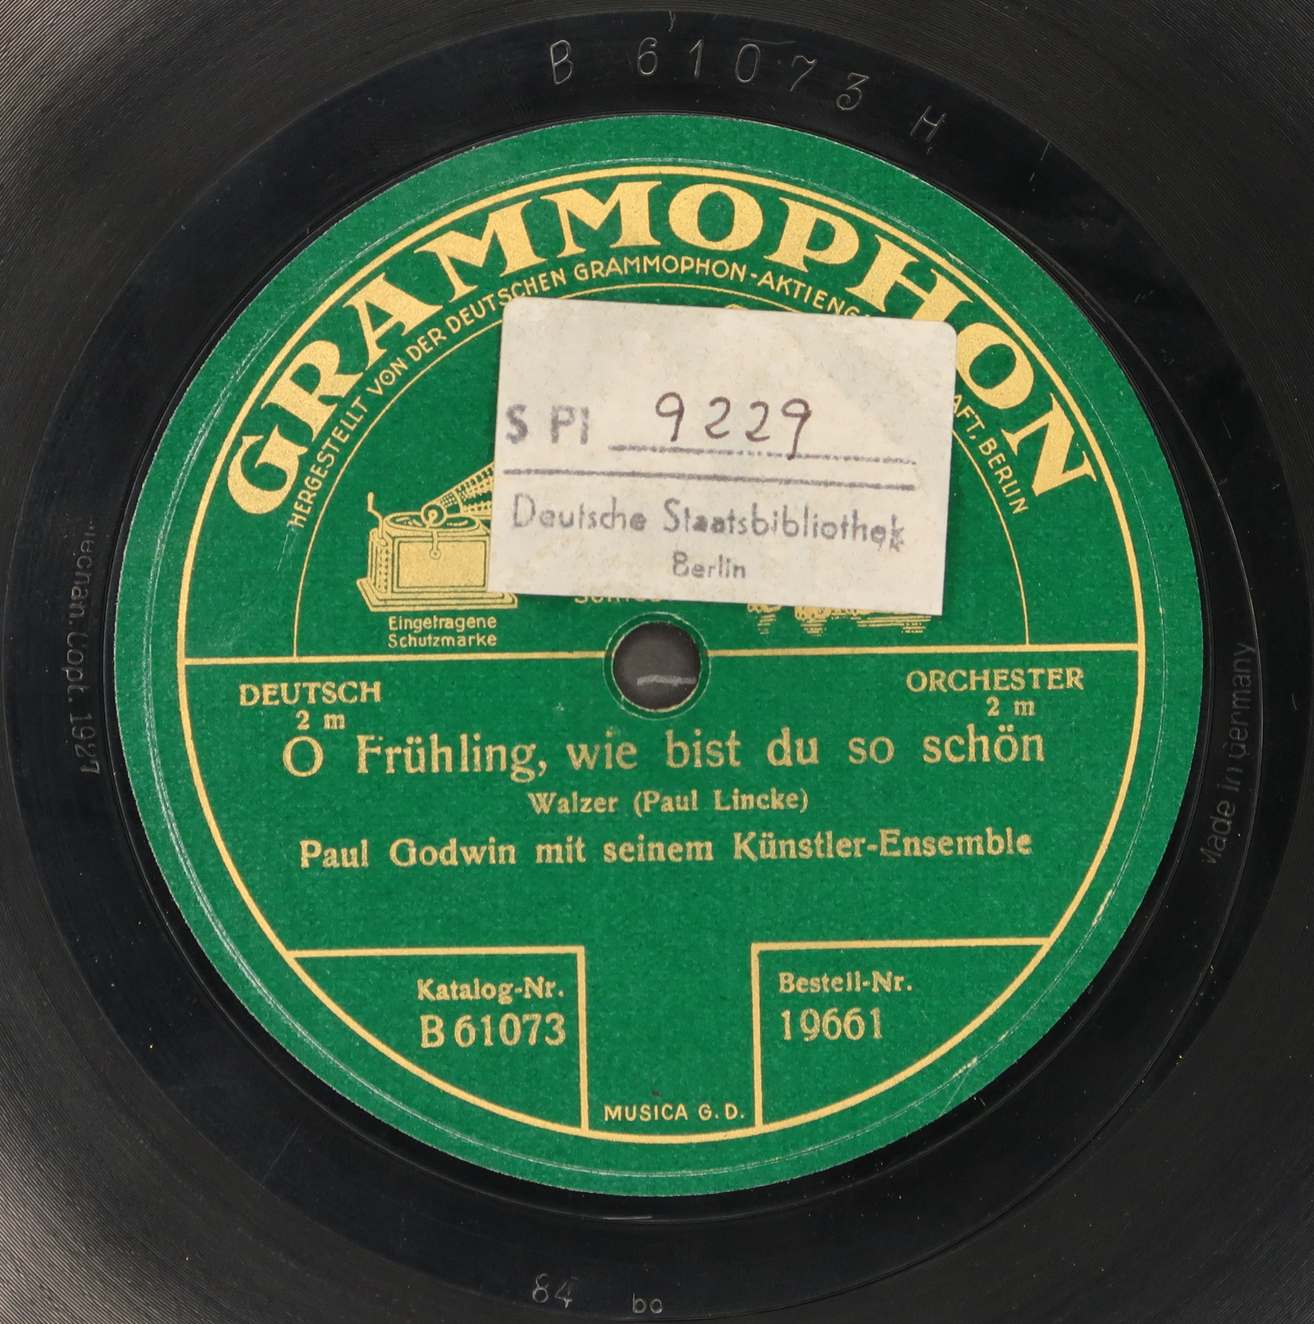 B 61073 H
GRAMMOPHON
HERGESTELLT VON DER DEUTSCHEN GRAMMOPHON-AKTIENG
AFT, BERLIN
S Pl 9229
Deutsche Staatsbibliothek
Berlin
Eingetragene
Schutzmarke
DEUTSCH
2 m
ORCHESTER
2 m
O Frühling, wie bist du so schön
Walzer (Paul Lincke)
Paul Godwin mit seinem Künstler-Ensemble
Katalog-Nr.
B 61073
Bestell-Nr.
19661
MUSICA G.D.
Mechan. Copt. 1927
Made in Germany
84 bo